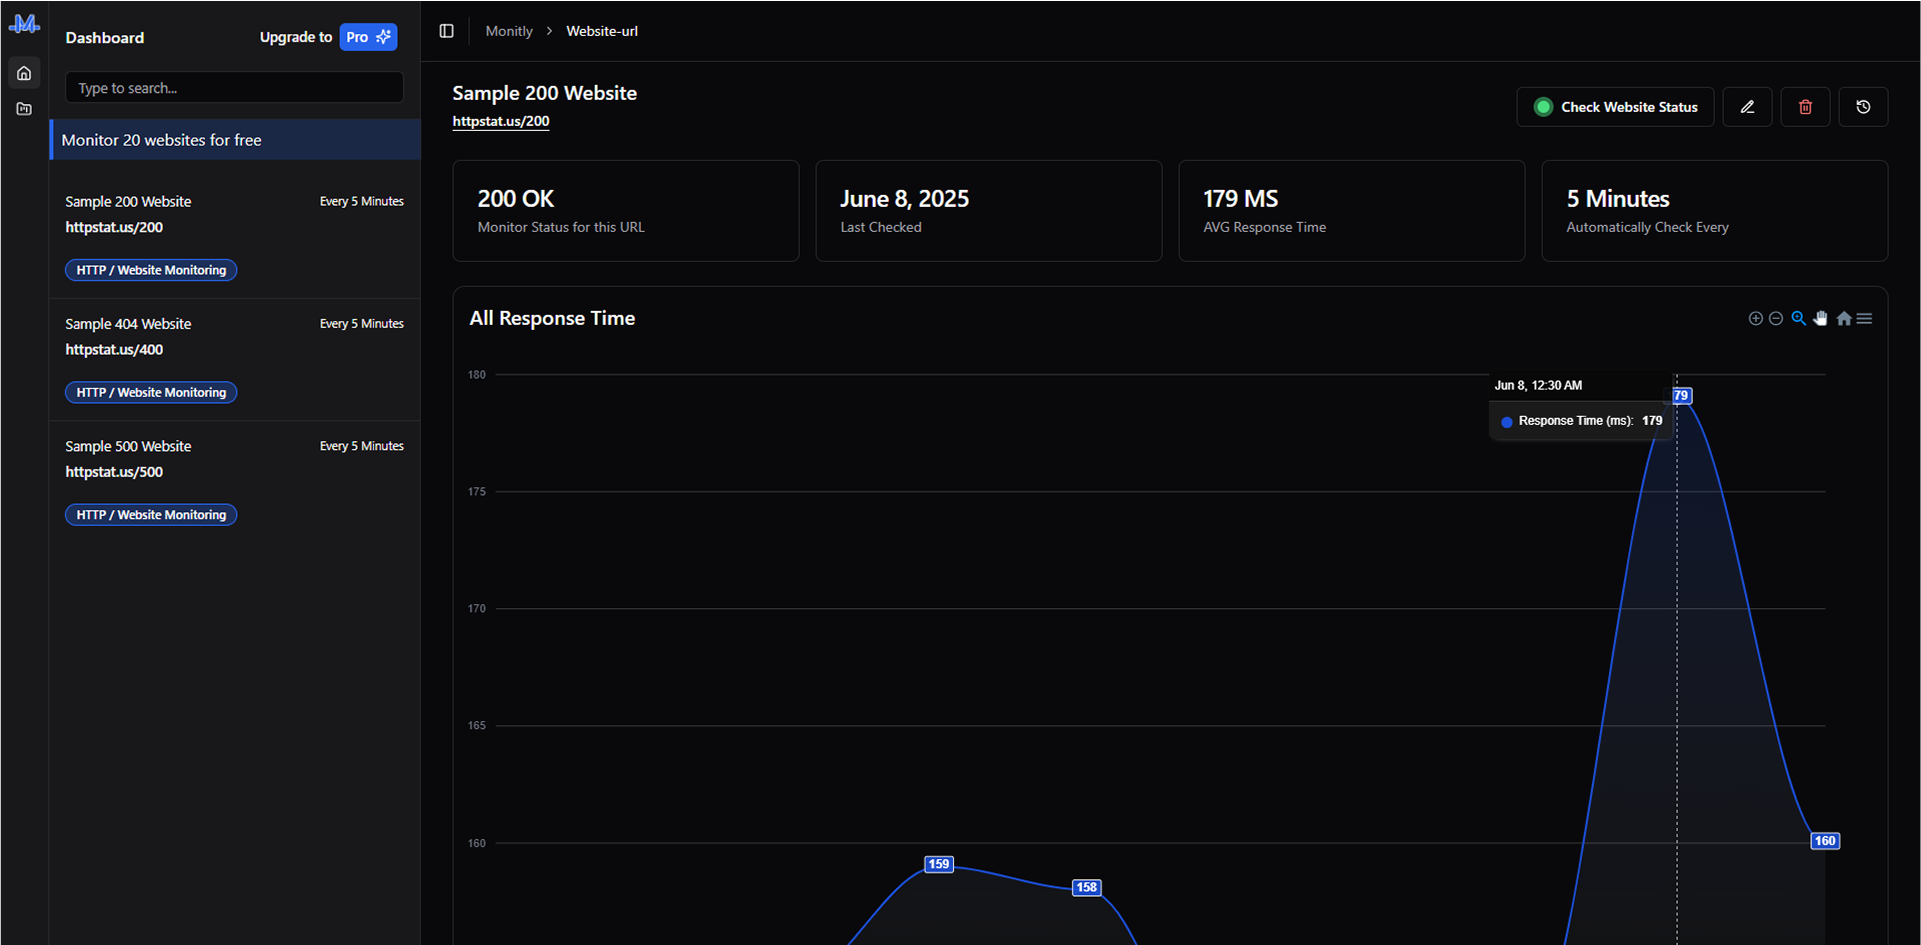 Dashboard
Upgrade to Pro
Type to search...
Monitor 20 websites for free
Sample 200 Website Every 5 Minutes
httpstat.us/200
HTTP / Website Monitoring
Sample 404 Website Every 5 Minutes
httpstat.us/400
HTTP / Website Monitoring
Sample 500 Website Every 5 Minutes
httpstat.us/500
HTTP / Website Monitoring
Monitly > Website-url
Sample 200 Website
httpstat.us/200
Check Website Status
200 OK
Monitor Status for this URL
June 8, 2025
Last Checked
179 MS
AVG Response Time
5 Minutes
Automatically Check Every
All Response Time
180
Jun 8, 12:30 AM
79
Response Time (ms): 179
175
170
165
160
160
159
158